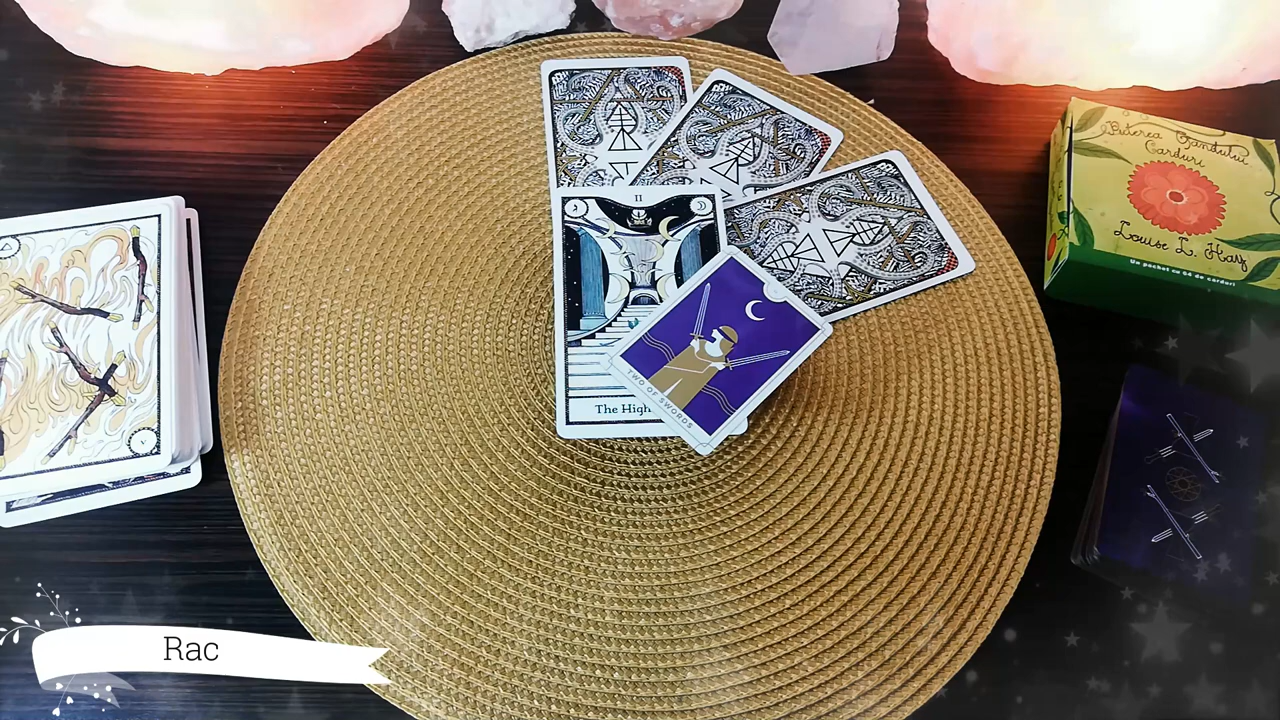 II
The High
TWO OF SWORDS
Puterea Gândului
Carduri
Louise L. Hay
Un pachet cu 64 de carduri
V
Rac